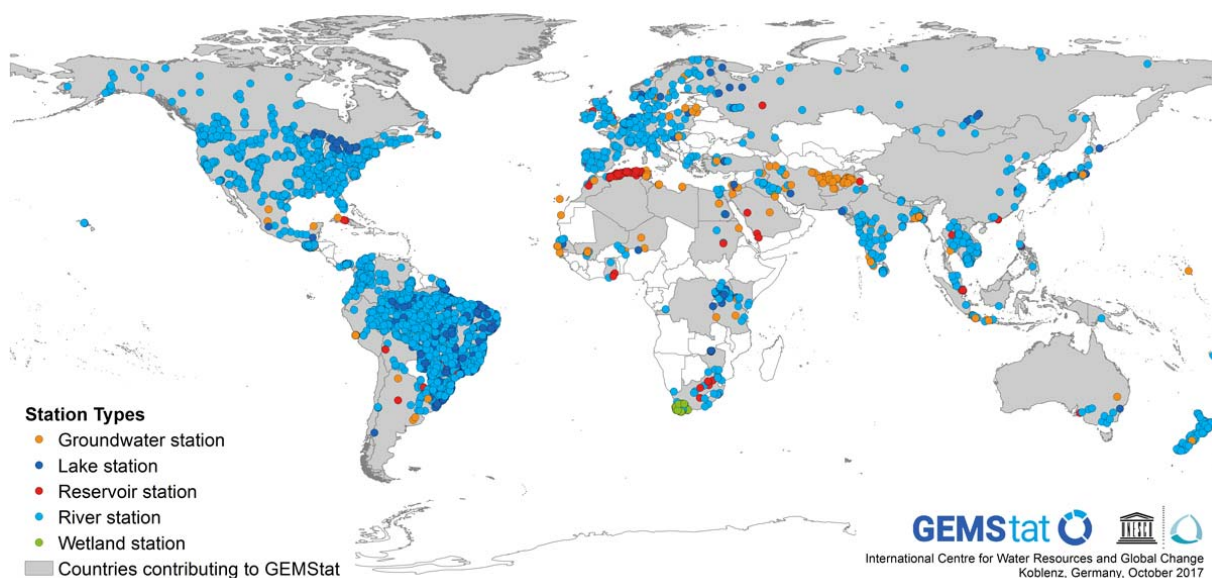 Station Types
Groundwater station
Lake station
Reservoir station
River station
Wetland station
Countries contributing to GEMStat
GEMStat
UNESCO
International Centre for Water Resources and Global Change
Koblenz, Germany, October 2017